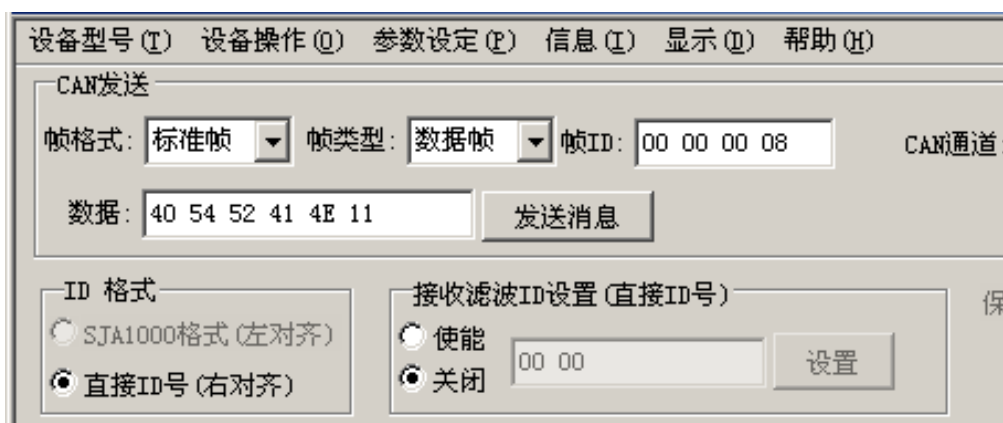 设备型号(T) 设备操作(O) 参数设定(P) 信息(I) 显示(D) 帮助(H)
CAN发送
帧格式: 标准帧 帧类型: 数据帧 帧ID: 00 00 00 08 CAN通道:
数据: 40 54 52 41 4E 11 发送消息
ID 格式 接收滤波ID设置(直接ID号) 保
SJA1000格式(左对齐) 使能
00 00 设置
直接ID号(右对齐) 关闭